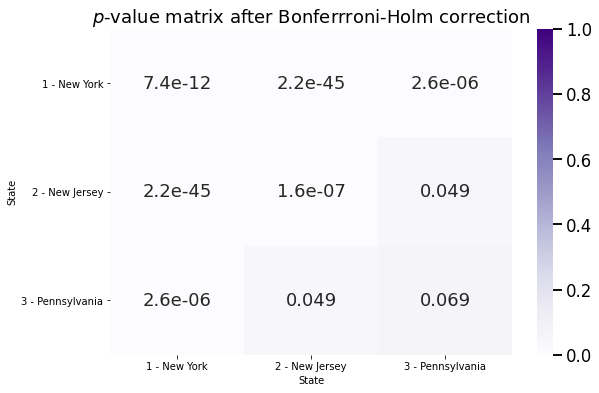 p-value matrix after Bonferrroni-Holm correction
1 - New York 7.4e-12 2.2e-45 2.6e-06
2 - New Jersey 2.2e-45 1.6e-07 0.049
3 - Pennsylvania 2.6e-06 0.049 0.069
State
1 - New York 2 - New Jersey 3 - Pennsylvania
State
1.0
0.8
0.6
0.4
0.2
0.0